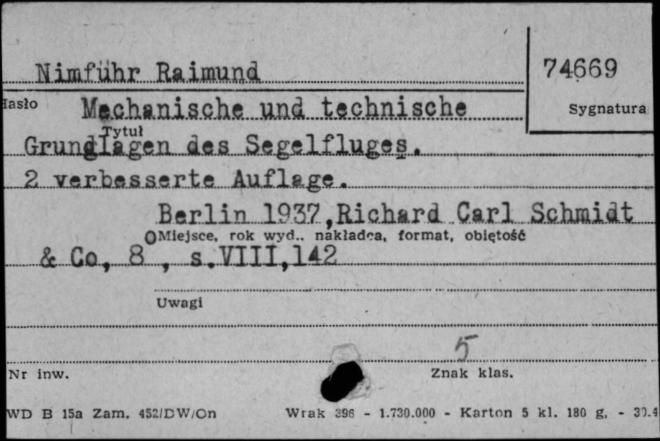 Nimführ Raimund
74669
Hasło
Mechanische und technische
Sygnatura
Tytuł
Grundlagen des Segelfluges.
2 verbesserte Auflage.
Berlin 1937, Richard Carl Schmidt
Miejsce, rok wyd., nakładca, format, objętość
& Co, 8°, s.VIII,142
Uwagi
5
Nr inw.
Znak klas.
WD B 15a Zam. 452/DW/On Wrak 396 - 1.730.000 - Karton 5 kl. 180 g, - 30.4